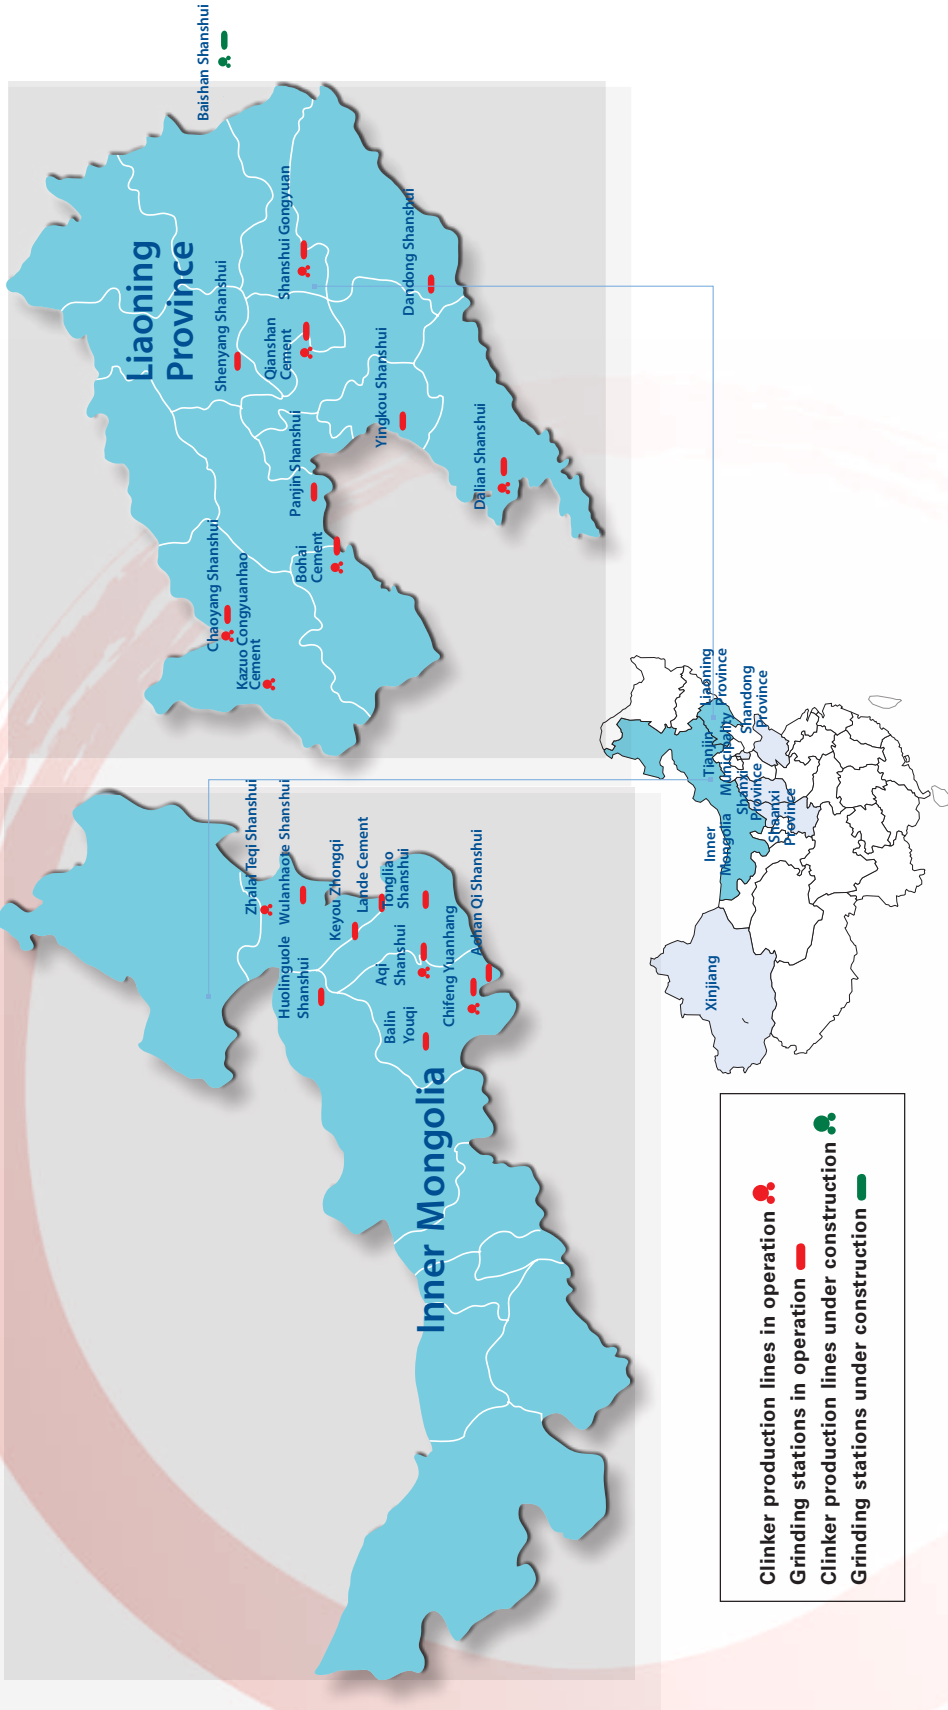 Baishan Shanshui
Liaoning
Province
Shenyang Shanshui
Shanshui Gongyuan
Qianshan
Cement
Dandong Shanshui
Yingkou Shanshui
Panjin Shanshui
Dalian Shanshui
Bohai
Cement
Chaoyang Shanshui
Kazuo Congyuanhao
Cement
Inner Mongolia
Zhalai Teqi Shanshui
Wulanhaote Shanshui
Huolinguole
Shanshui
Keyou Zhongqi
Lande Cement
Tongliao
Shanshui
Aqi
Shanshui
Balin
Youqi
Chifeng Yuanhang
Aohan QI Shanshui
Xinjiang
Inner
Mongolia
Tianjin
Municipality
Liaoning
Province
Shanxi
Province
Shandong
Province
Shaanxi
Province
Clinker production lines in operation
Grinding stations in operation
Clinker production lines under construction
Grinding stations under construction